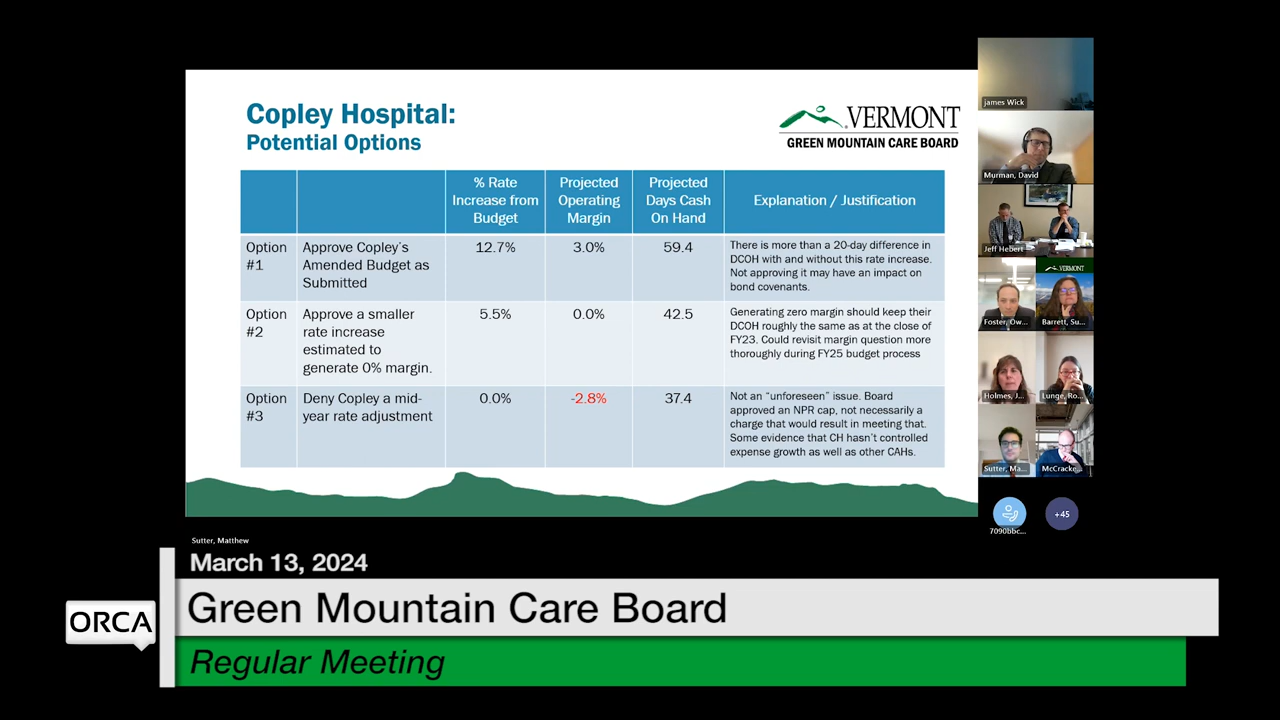 Copley Hospital:
Potential Options
VERMONT
GREEN MOUNTAIN CARE BOARD
% Rate
Increase from
Budget
Projected
Operating
Margin
Projected
Days Cash
On Hand
Explanation / Justification
Option
#1
Approve Copley's
Amended Budget as
Submitted
12.7%
3.0%
59.4
There is more than a 20-day difference in
DCOH with and without this rate increase.
Not approving it may have an impact on
bond covenants.
Option
#2
Approve a smaller
rate increase
estimated to
generate 0% margin.
5.5%
0.0%
42.5
Generating zero margin should keep their
DCOH roughly the same as at the close of
FY23. Could revisit margin question more
thoroughly during FY25 budget process
Option
#3
Deny Copley a mid-
year rate adjustment
0.0%
-2.8%
37.4
Not an “unforeseen” issue. Board
approved an NPR cap, not necessarily a
charge that would result in meeting that.
Some evidence that CH hasn't controlled
expense growth as well as other CAHs.
james Wick
Murman, David
Jeff Hebert
VERMONT
Foster, Ow...
Barrett, Su...
Holmes, J...
Lunge, Ro...
Sutter, Ma...
McCracke...
7090bbc...
+45
Sutter, Matthew
March 13, 2024
ORCA
Green Mountain Care Board
Regular Meeting